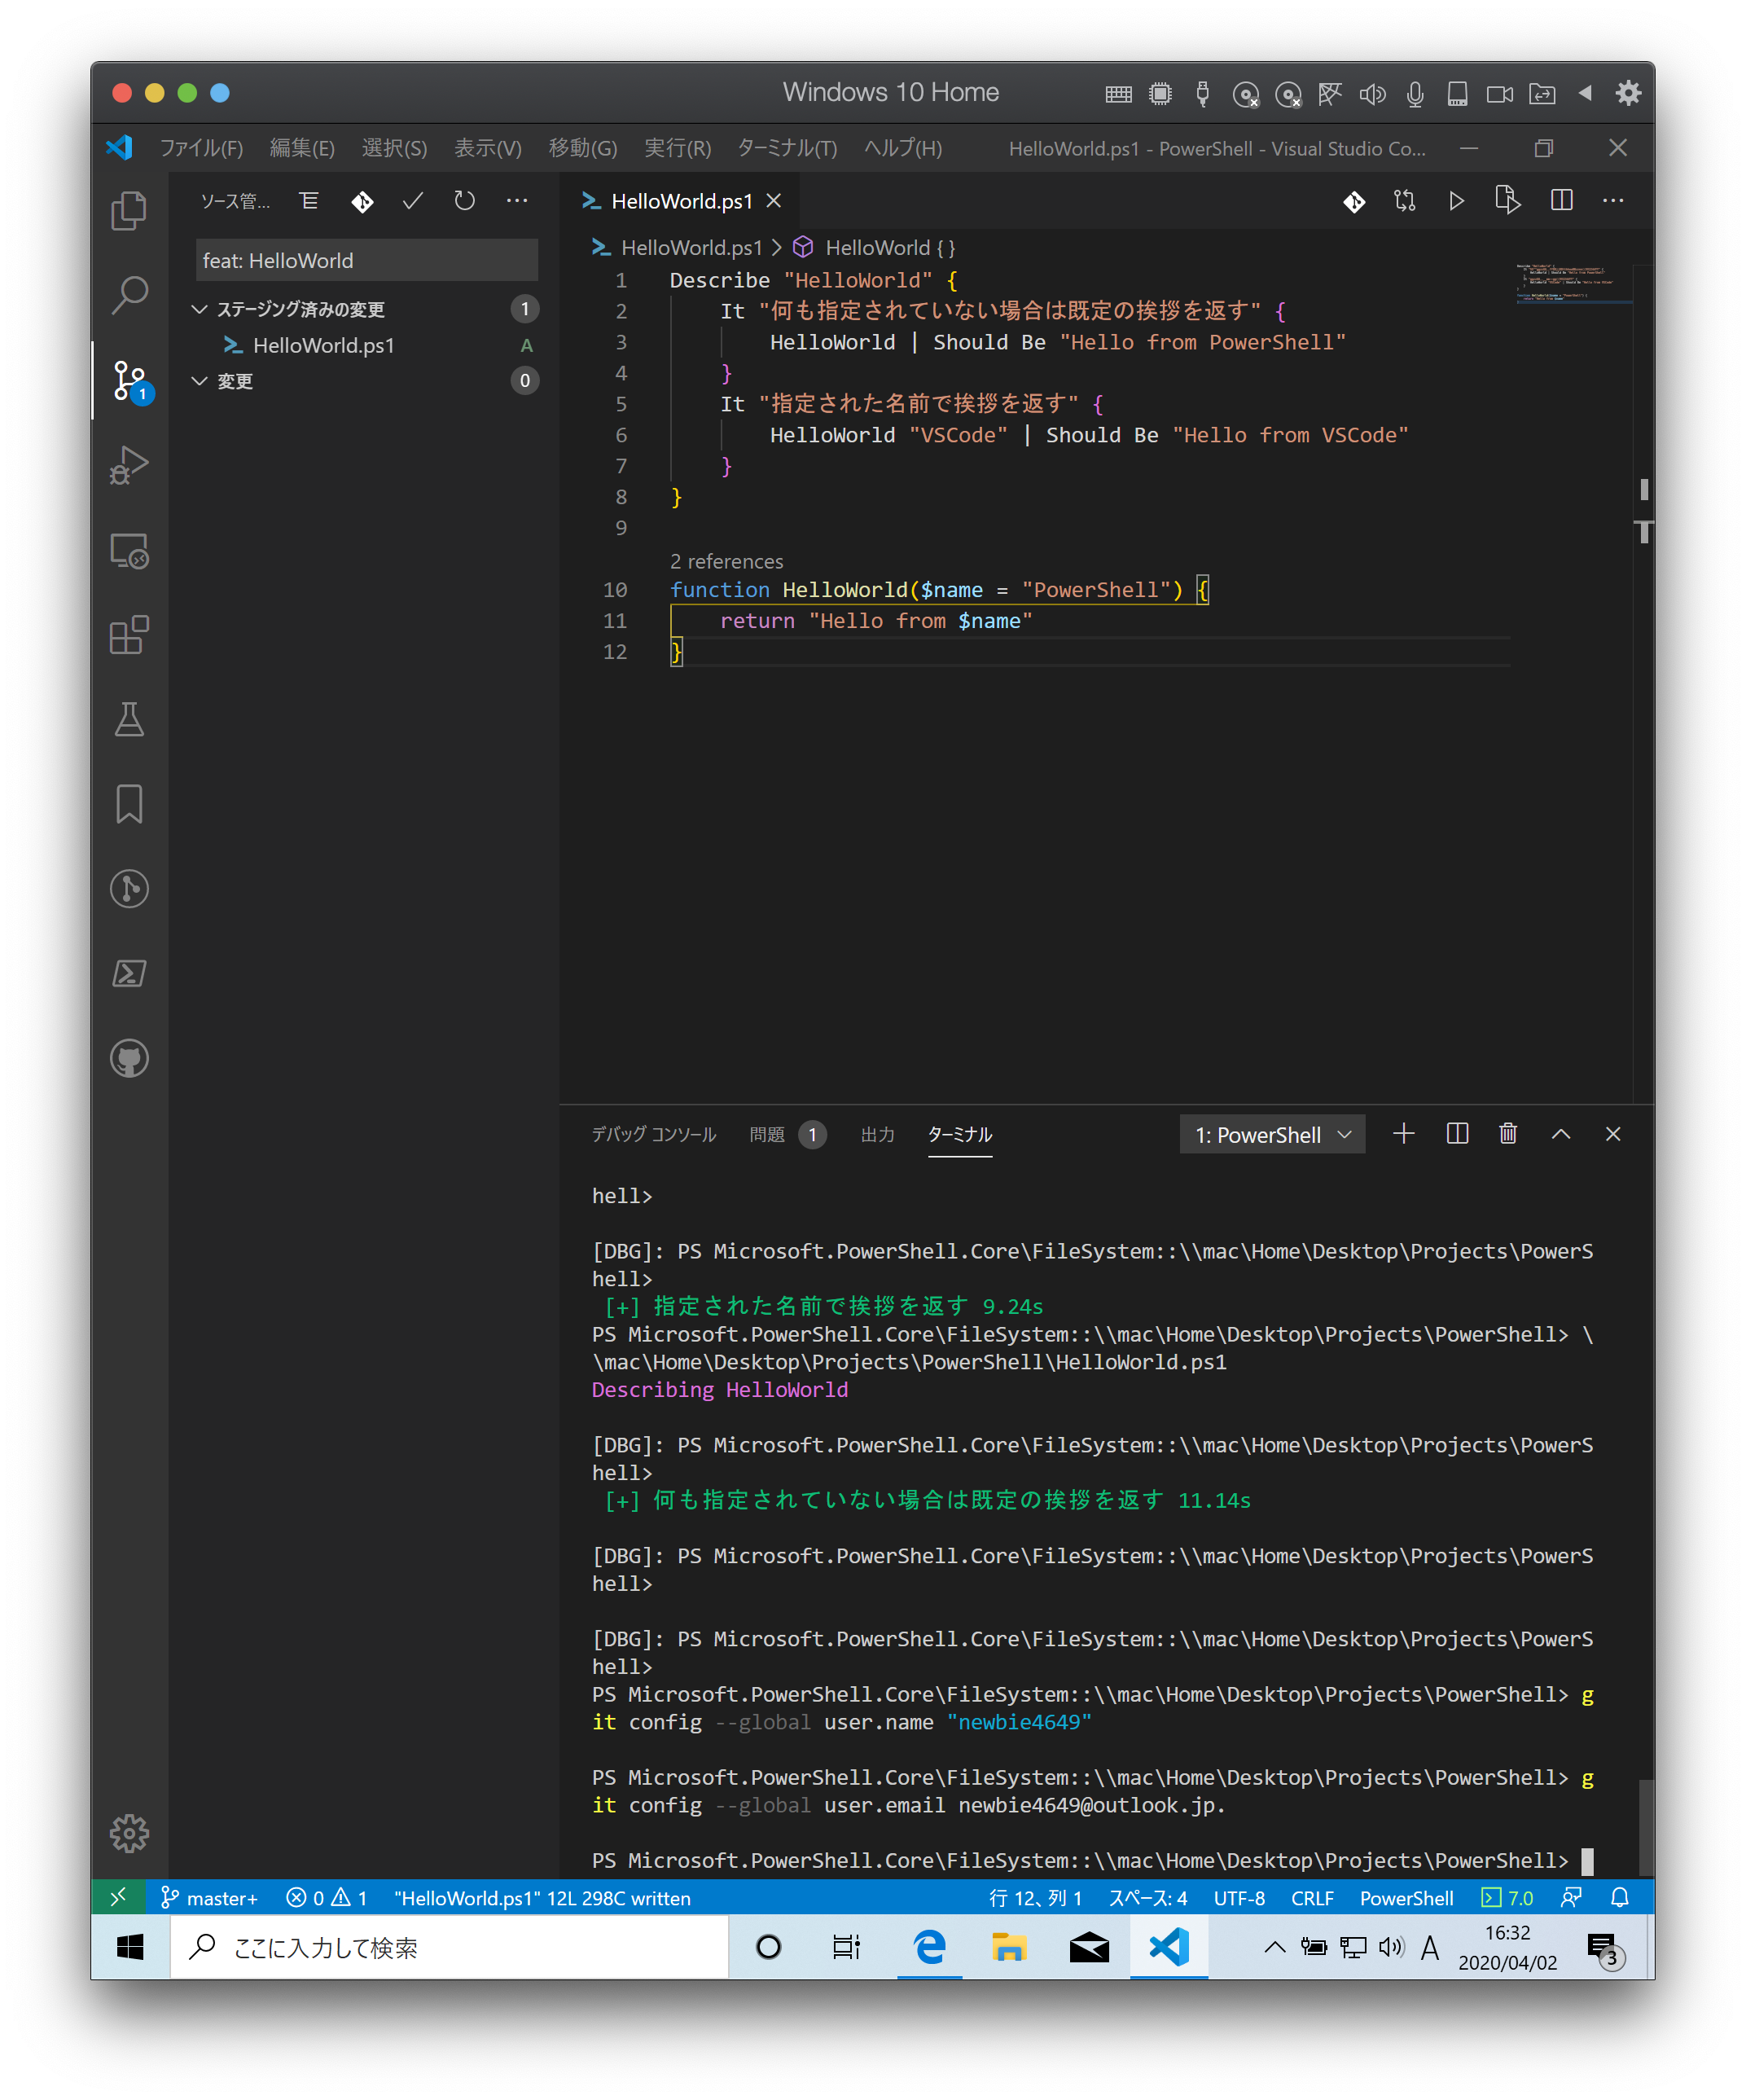 Windows 10 Home
ファイル(F) 編集(E) 選択(S) 表示(V) 移動(G) 実行(R) ターミナル(T) ヘルプ(H) HelloWorld.ps1 - PowerShell - Visual Studio Co...
ソース管...
feat: HelloWorld
ステージング済みの変更 1
HelloWorld.ps1 A
変更 0
1
HelloWorld.ps1
HelloWorld.ps1 HelloWorld { }
1 Describe "HelloWorld" {
2 It "何も指定されていない場合は既定の挨拶を返す" {
3 HelloWorld | Should Be "Hello from PowerShell"
4 }
5 It "指定された名前で挨拶を返す" {
6 HelloWorld "VSCode" | Should Be "Hello from VSCode"
7 }
8 }
9
2 references
10 function HelloWorld($name = "PowerShell") {
11 return "Hello from $name"
12 }
デバッグ コンソール 問題 1 出力 ターミナル 1: PowerShell
hell>
[DBG]: PS Microsoft.PowerShell.Core\FileSystem::\\mac\Home\Desktop\Projects\PowerS
hell>
[+] 指定された名前で挨拶を返す 9.24s
PS Microsoft.PowerShell.Core\FileSystem::\\mac\Home\Desktop\Projects\PowerShell> \
\mac\Home\Desktop\Projects\PowerShell\HelloWorld.ps1
Describing HelloWorld
[DBG]: PS Microsoft.PowerShell.Core\FileSystem::\\mac\Home\Desktop\Projects\PowerS
hell>
[+] 何も指定されていない場合は既定の挨拶を返す 11.14s
[DBG]: PS Microsoft.PowerShell.Core\FileSystem::\\mac\Home\Desktop\Projects\PowerS
hell>
[DBG]: PS Microsoft.PowerShell.Core\FileSystem::\\mac\Home\Desktop\Projects\PowerS
hell>
PS Microsoft.PowerShell.Core\FileSystem::\\mac\Home\Desktop\Projects\PowerShell> g
it config --global user.name "newbie4649"
PS Microsoft.PowerShell.Core\FileSystem::\\mac\Home\Desktop\Projects\PowerShell> g
it config --global user.email newbie4649@outlook.jp.
PS Microsoft.PowerShell.Core\FileSystem::\\mac\Home\Desktop\Projects\PowerShell>
master+ 0 1 "HelloWorld.ps1" 12L 298C written 行 12、列 1 スペース: 4 UTF-8 CRLF PowerShell 7.0
ここに入力して検索 A 16:32
2020/04/02 3